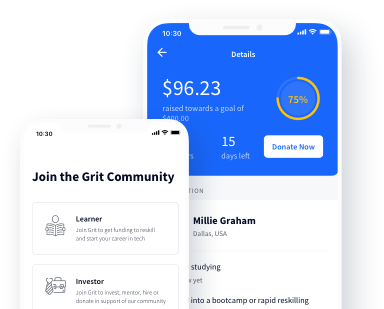 10:30
Details
$96.23
raised towards a goal of
$400.00
75%
15
days left
Donate Now
Millie Graham
Dallas, USA
studying
yet
into a bootcamp or rapid reskilling
10:30
Join the Grit Community
Learner
Join Grit to get funding to reskill
and start your career in tech
Investor
Join Grit to invest, mentor, hire or
donate in support of our community